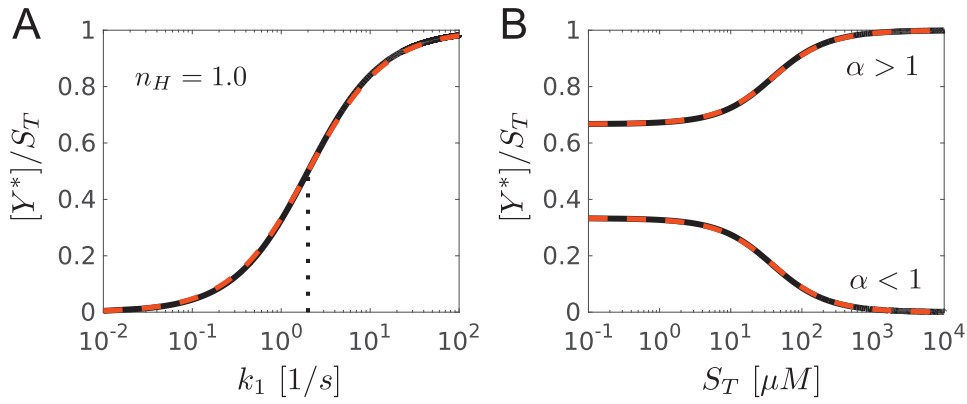 A
[Y*]/S_T
1
0.8
0.6
0.4
0.2
0
n_H = 1.0
10^-2 10^-1 10^0 10^1 10^2
k_1 [1/s]
B
[Y*]/S_T
1
0.8
0.6
0.4
0.2
0
α > 1
α < 1
10^-1 10^0 10^1 10^2 10^3 10^4
S_T [μM]